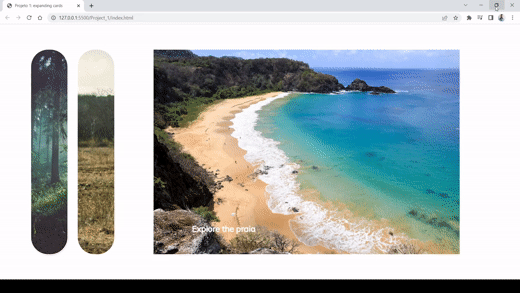 Projeto 1: expanding cards
127.0.0.1:5500/Project_1/index.html
Explore the praia